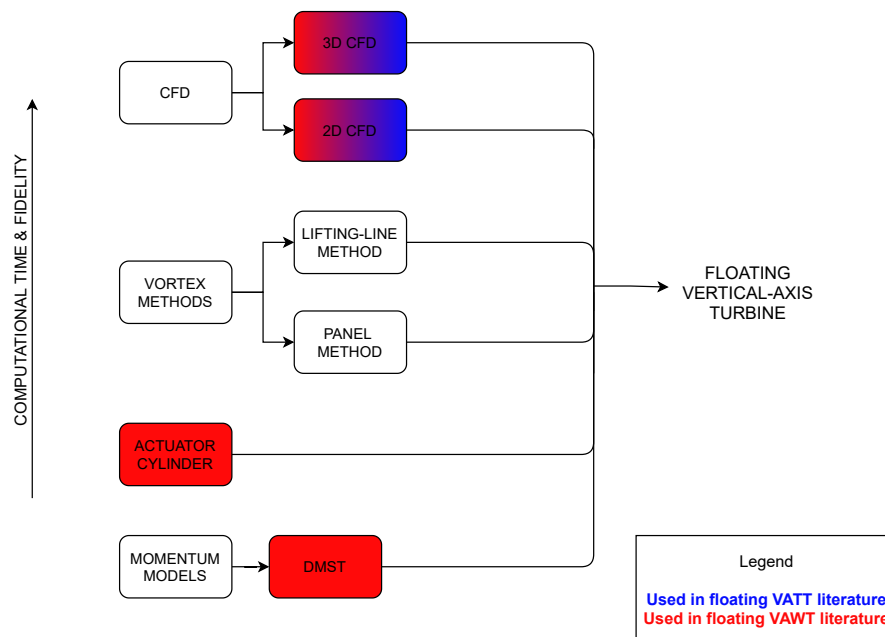 3D CFD
CFD
2D CFD
COMPUTATIONAL TIME & FIDELITY
LIFTING-LINE
METHOD
VORTEX
METHODS
PANEL
METHOD
FLOATING
VERTICAL-AXIS
TURBINE
ACTUATOR
CYLINDER
MOMENTUM
MODELS
DMST
Legend
Used in floating VATT literature
Used in floating VAWT literature